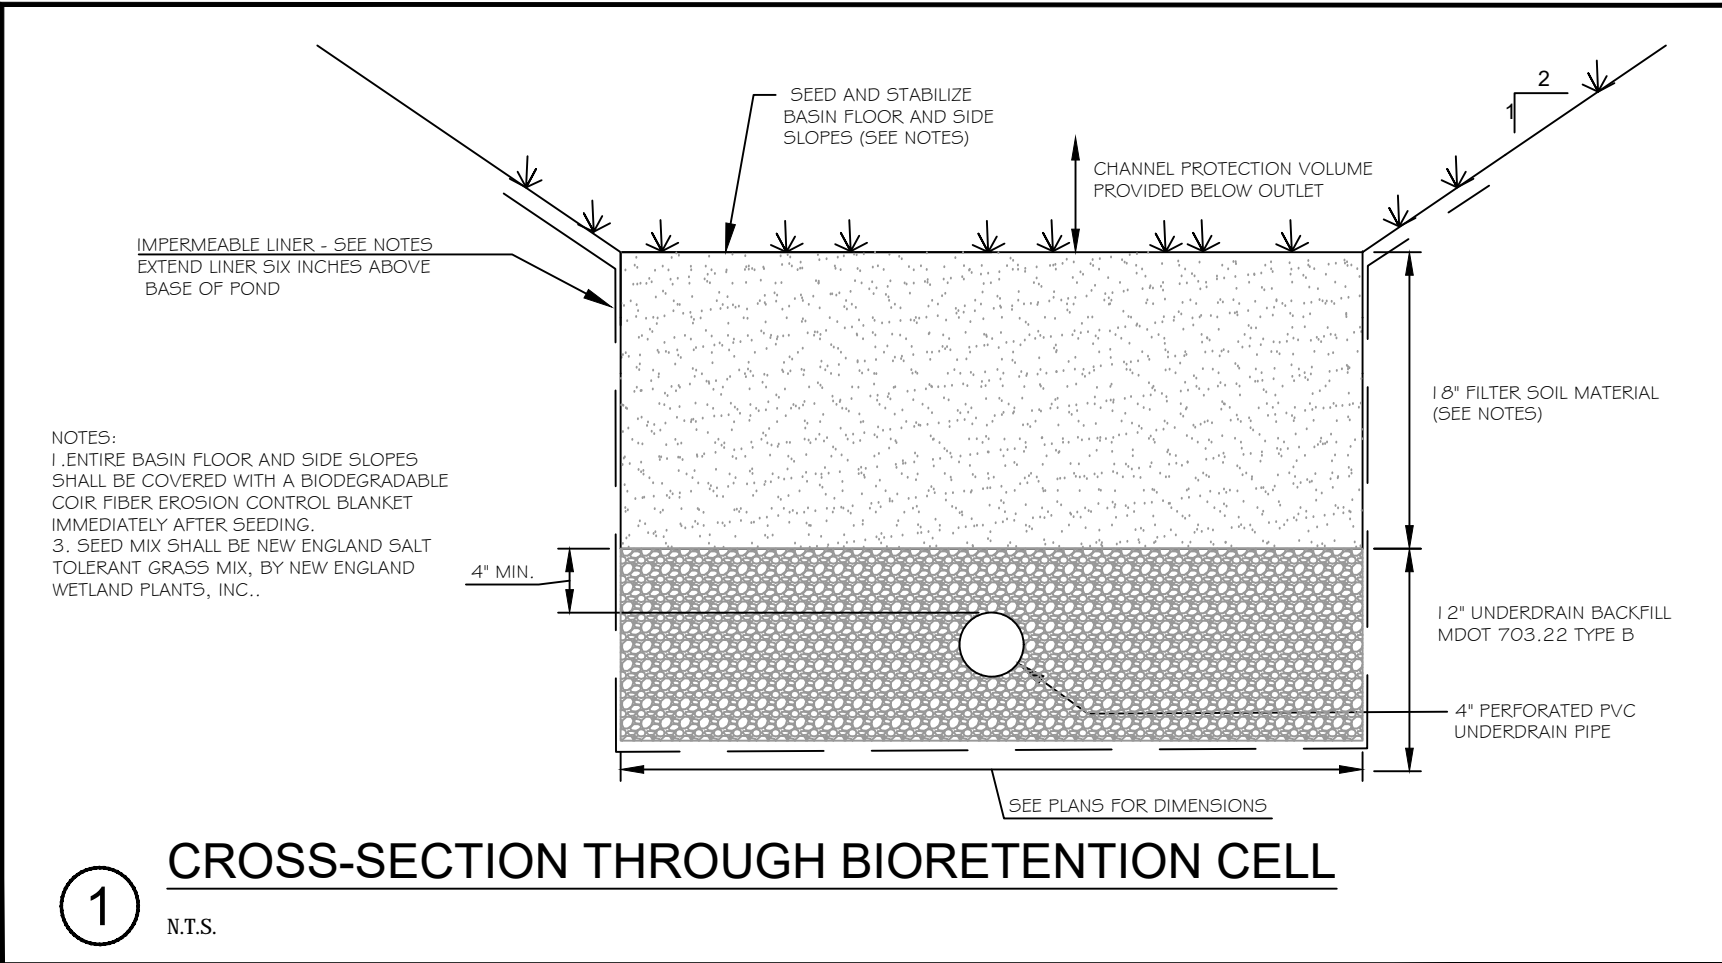 SEED AND STABILIZE
BASIN FLOOR AND SIDE
SLOPES (SEE NOTES)
2
1
CHANNEL PROTECTION VOLUME
PROVIDED BELOW OUTLET
IMPERMEABLE LINER - SEE NOTES
EXTEND LINER SIX INCHES ABOVE
BASE OF POND
18" FILTER SOIL MATERIAL
(SEE NOTES)
NOTES:
1.ENTIRE BASIN FLOOR AND SIDE SLOPES
SHALL BE COVERED WITH A BIODEGRADABLE
COIR FIBER EROSION CONTROL BLANKET
IMMEDIATELY AFTER SEEDING.
3. SEED MIX SHALL BE NEW ENGLAND SALT
TOLERANT GRASS MIX, BY NEW ENGLAND
WETLAND PLANTS, INC..
4" MIN.
12" UNDERDRAIN BACKFILL
MDOT 703.22 TYPE B
4" PERFORATED PVC
UNDERDRAIN PIPE
SEE PLANS FOR DIMENSIONS
1
CROSS-SECTION THROUGH BIORETENTION CELL
N.T.S.